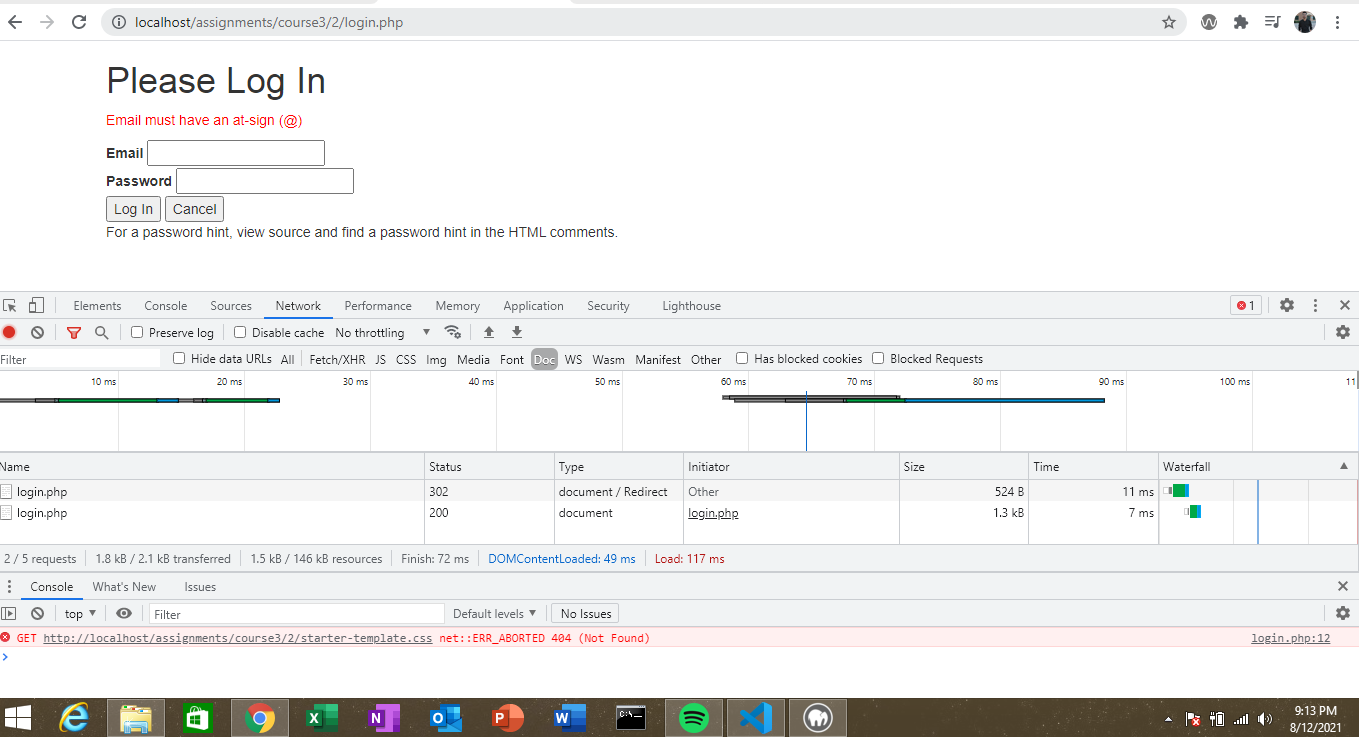 localhost/assignments/course3/2/login.php
Please Log In
Email must have an at-sign (@)
Email
Password
Log In Cancel
For a password hint, view source and find a password hint in the HTML comments.
Elements Console Sources Network Performance Memory Application Security Lighthouse 1
Preserve log Disable cache No throttling
Filter Hide data URLs All Fetch/XHR JS CSS Img Media Font Doc WS Wasm Manifest Other Has blocked cookies Blocked Requests
10 ms 20 ms 30 ms 40 ms 50 ms 60 ms 70 ms 80 ms 90 ms 100 ms 11
Name Status Type Initiator Size Time Waterfall
login.php 302 document / Redirect Other 524 B 11 ms
login.php 200 document login.php 1.3 kB 7 ms
2 / 5 requests 1.8 kB / 2.1 kB transferred 1.5 kB / 146 kB resources Finish: 72 ms DOMContentLoaded: 49 ms Load: 117 ms
Console What's New Issues
top Filter Default levels No Issues
GET http://localhost/assignments/course3/2/starter-template.css net::ERR_ABORTED 404 (Not Found) login.php:12
9:13 PM
8/12/2021